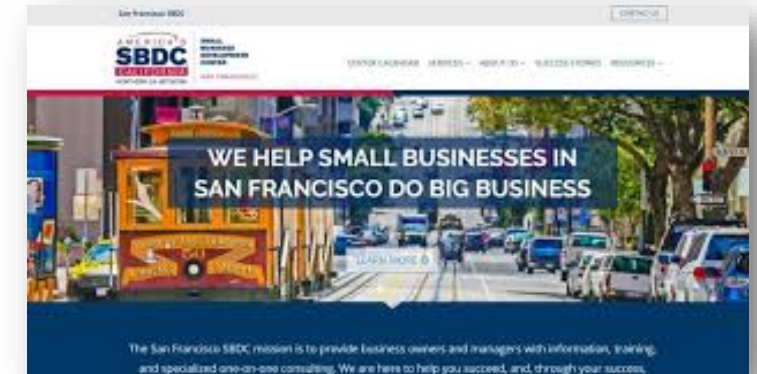 San Francisco SBDC
CONTACT US
AMERICA'S
SBDC
CALIFORNIA
NORTHERN CA NETWORK
SMALL
BUSINESS
DEVELOPMENT
CENTER
SAN FRANCISCO
CENTER CALENDAR SERVICES ABOUT US SUCCESS STORIES RESOURCES
WE HELP SMALL BUSINESSES IN
SAN FRANCISCO DO BIG BUSINESS
LEARN MORE
The San Francisco SBDC mission is to provide business owners and managers with information, training,
and specialized one-on-one consulting. We are here to help you succeed, and, through your success,